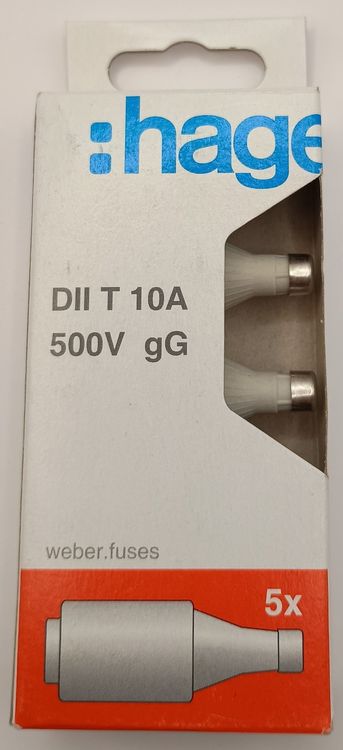 :hage
DII T 10A
500V gG
weber.fuses
5x